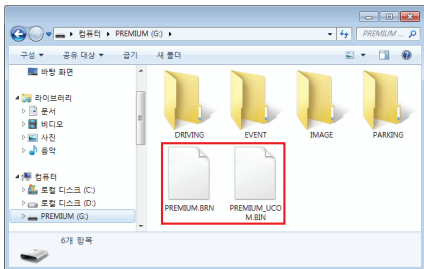 컴퓨터 ▸ PREMIUM (G:) ▸
PREMIUM ...
구성 ▼ 공유 대상 ▼ 굽기 새 폴더
바탕 화면
라이브러리
문서
비디오
사진
음악
컴퓨터
로컬 디스크 (C:)
로컬 디스크 (D:)
PREMIUM (G:)
DRIVING
EVENT
IMAGE
PARKING
PREMIUM.BRN
PREMIUM_UCO
M.BIN
6개 항목